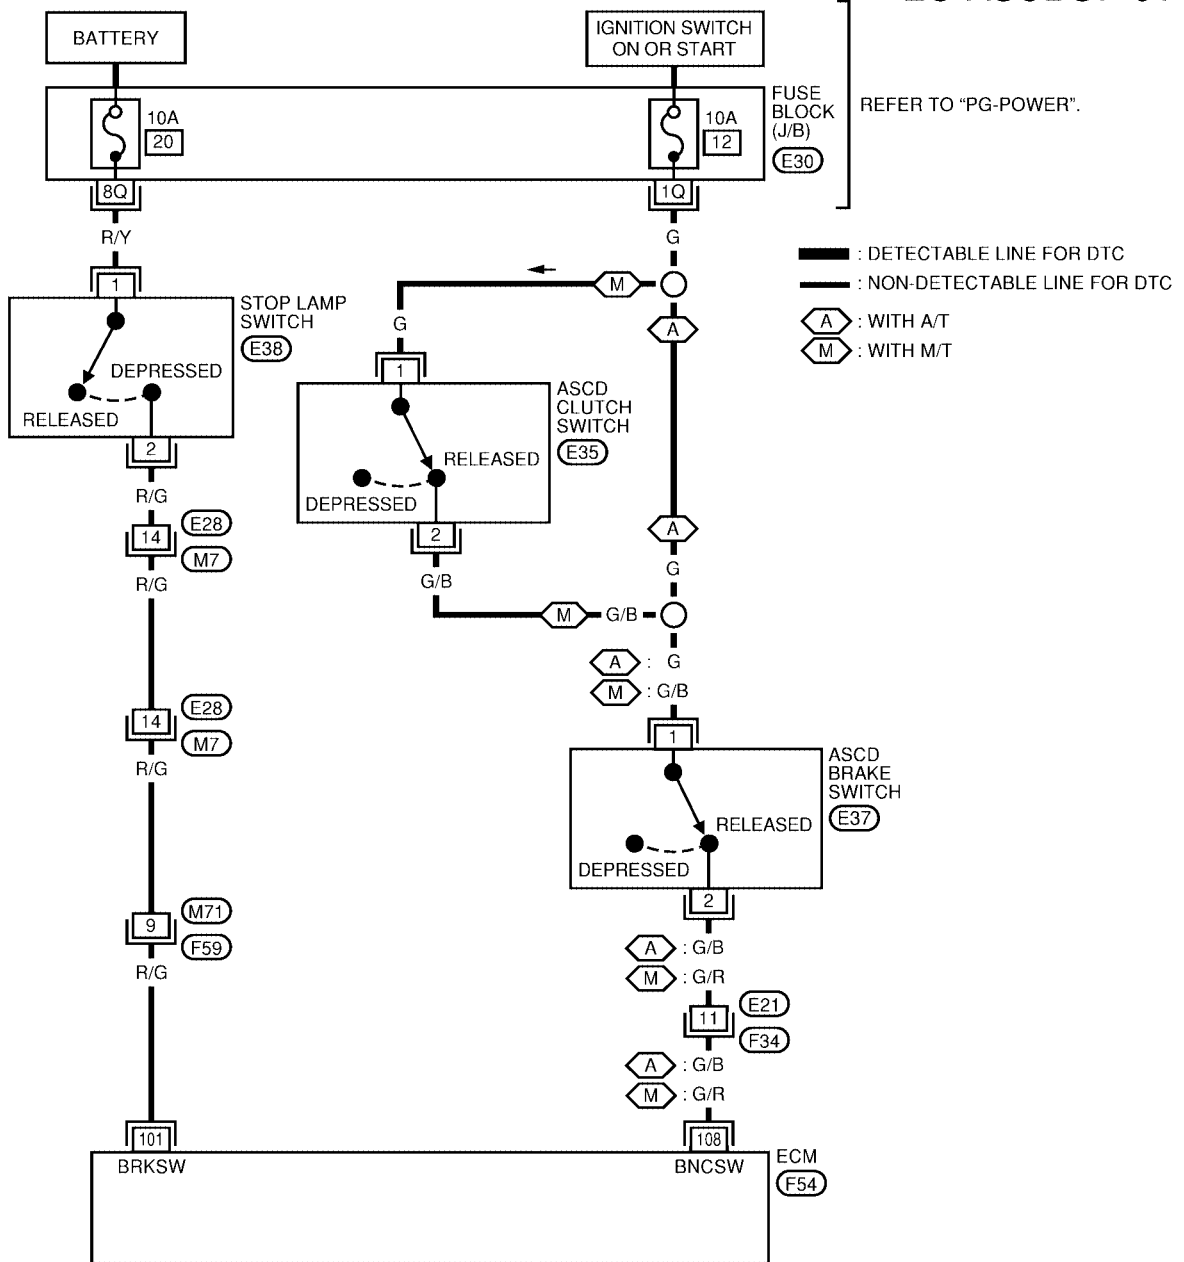 BATTERY
IGNITION SWITCH
ON OR START
10A
20
10A
12
FUSE
BLOCK
(J/B)
E30
REFER TO “PG-POWER”.
8Q
1Q
R/Y
G
: DETECTABLE LINE FOR DTC
: NON-DETECTABLE LINE FOR DTC
A : WITH A/T
M : WITH M/T
M
A
G
1
STOP LAMP
SWITCH
E38
DEPRESSED
RELEASED
2
1
ASCD
CLUTCH
SWITCH
E35
RELEASED
DEPRESSED
2
R/G
14
E28
M7
R/G
A
G
G/B
M G/B
A : G
M : G/B
14
E28
M7
R/G
1
ASCD
BRAKE
SWITCH
E37
RELEASED
DEPRESSED
2
9
M71
F59
R/G
A : G/B
M : G/R
11
E21
F34
A : G/B
M : G/R
101
108
BRKSW
BNCSW
ECM
F54